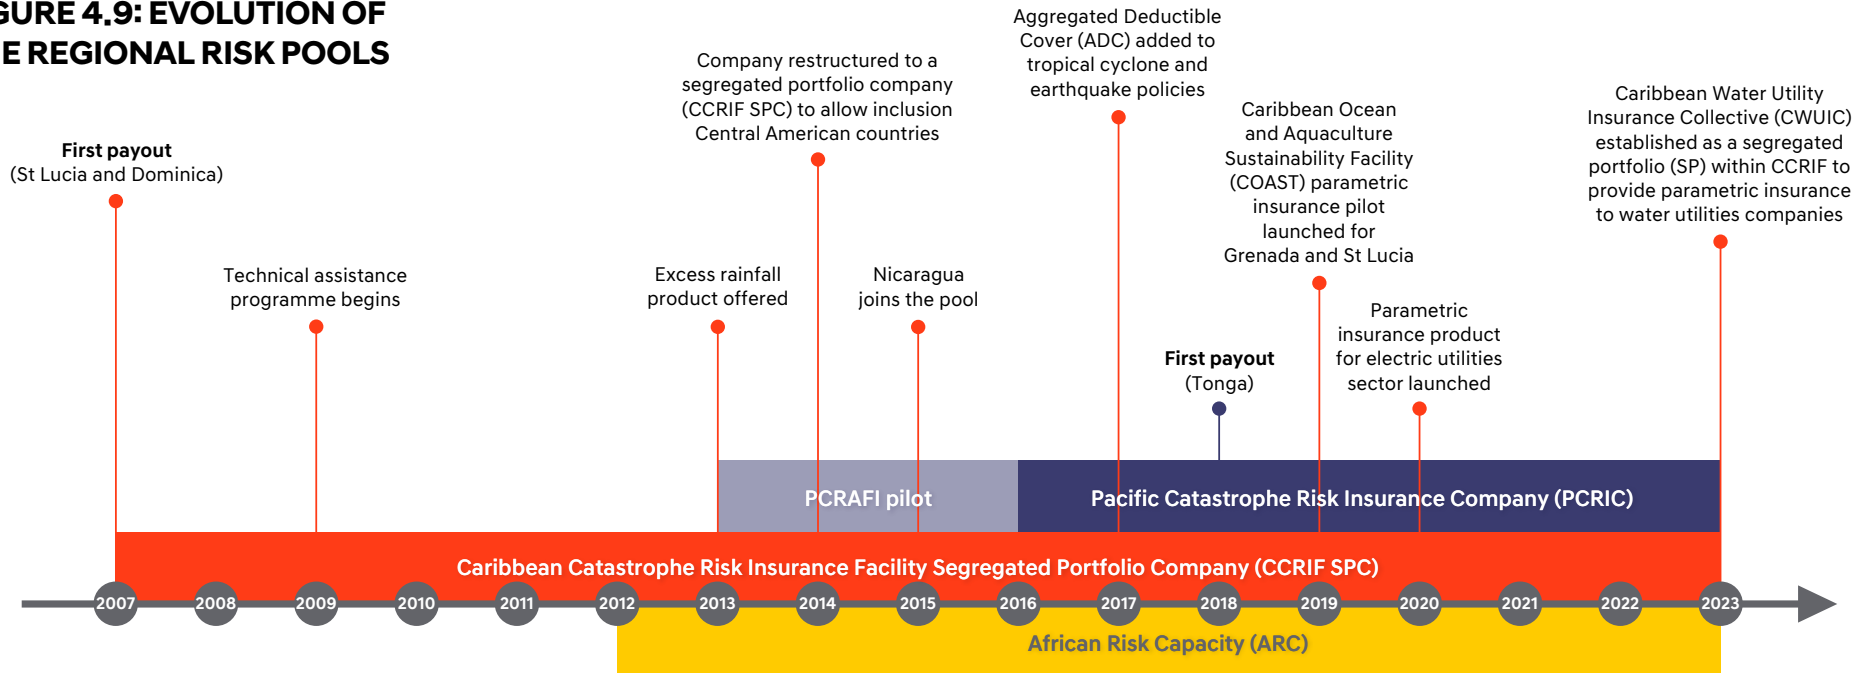 GURE 4.9: EVOLUTION OF
E REGIONAL RISK POOLS
First payout
(St Lucia and Dominica)
Technical assistance
programme begins
Excess rainfall
product offered
Company restructured to a
segregated portfolio company
(CCRIF SPC) to allow inclusion
Central American countries
Nicaragua
joins the pool
Aggregated Deductible
Cover (ADC) added to
tropical cyclone and
earthquake policies
First payout
(Tonga)
Caribbean Ocean
and Aquaculture
Sustainability Facility
(COAST) parametric
insurance pilot
launched for
Grenada and St Lucia
Parametric
insurance product
for electric utilities
sector launched
Caribbean Water Utility
Insurance Collective (CWUIC)
established as a segregated
portfolio (SP) within CCRIF to
provide parametric insurance
to water utilities companies
PCRAFI pilot
Pacific Catastrophe Risk Insurance Company (PCRIC)
Caribbean Catastrophe Risk Insurance Facility Segregated Portfolio Company (CCRIF SPC)
2007 2008 2009 2010 2011 2012 2013 2014 2015 2016 2017 2018 2019 2020 2021 2022 2023
African Risk Capacity (ARC)